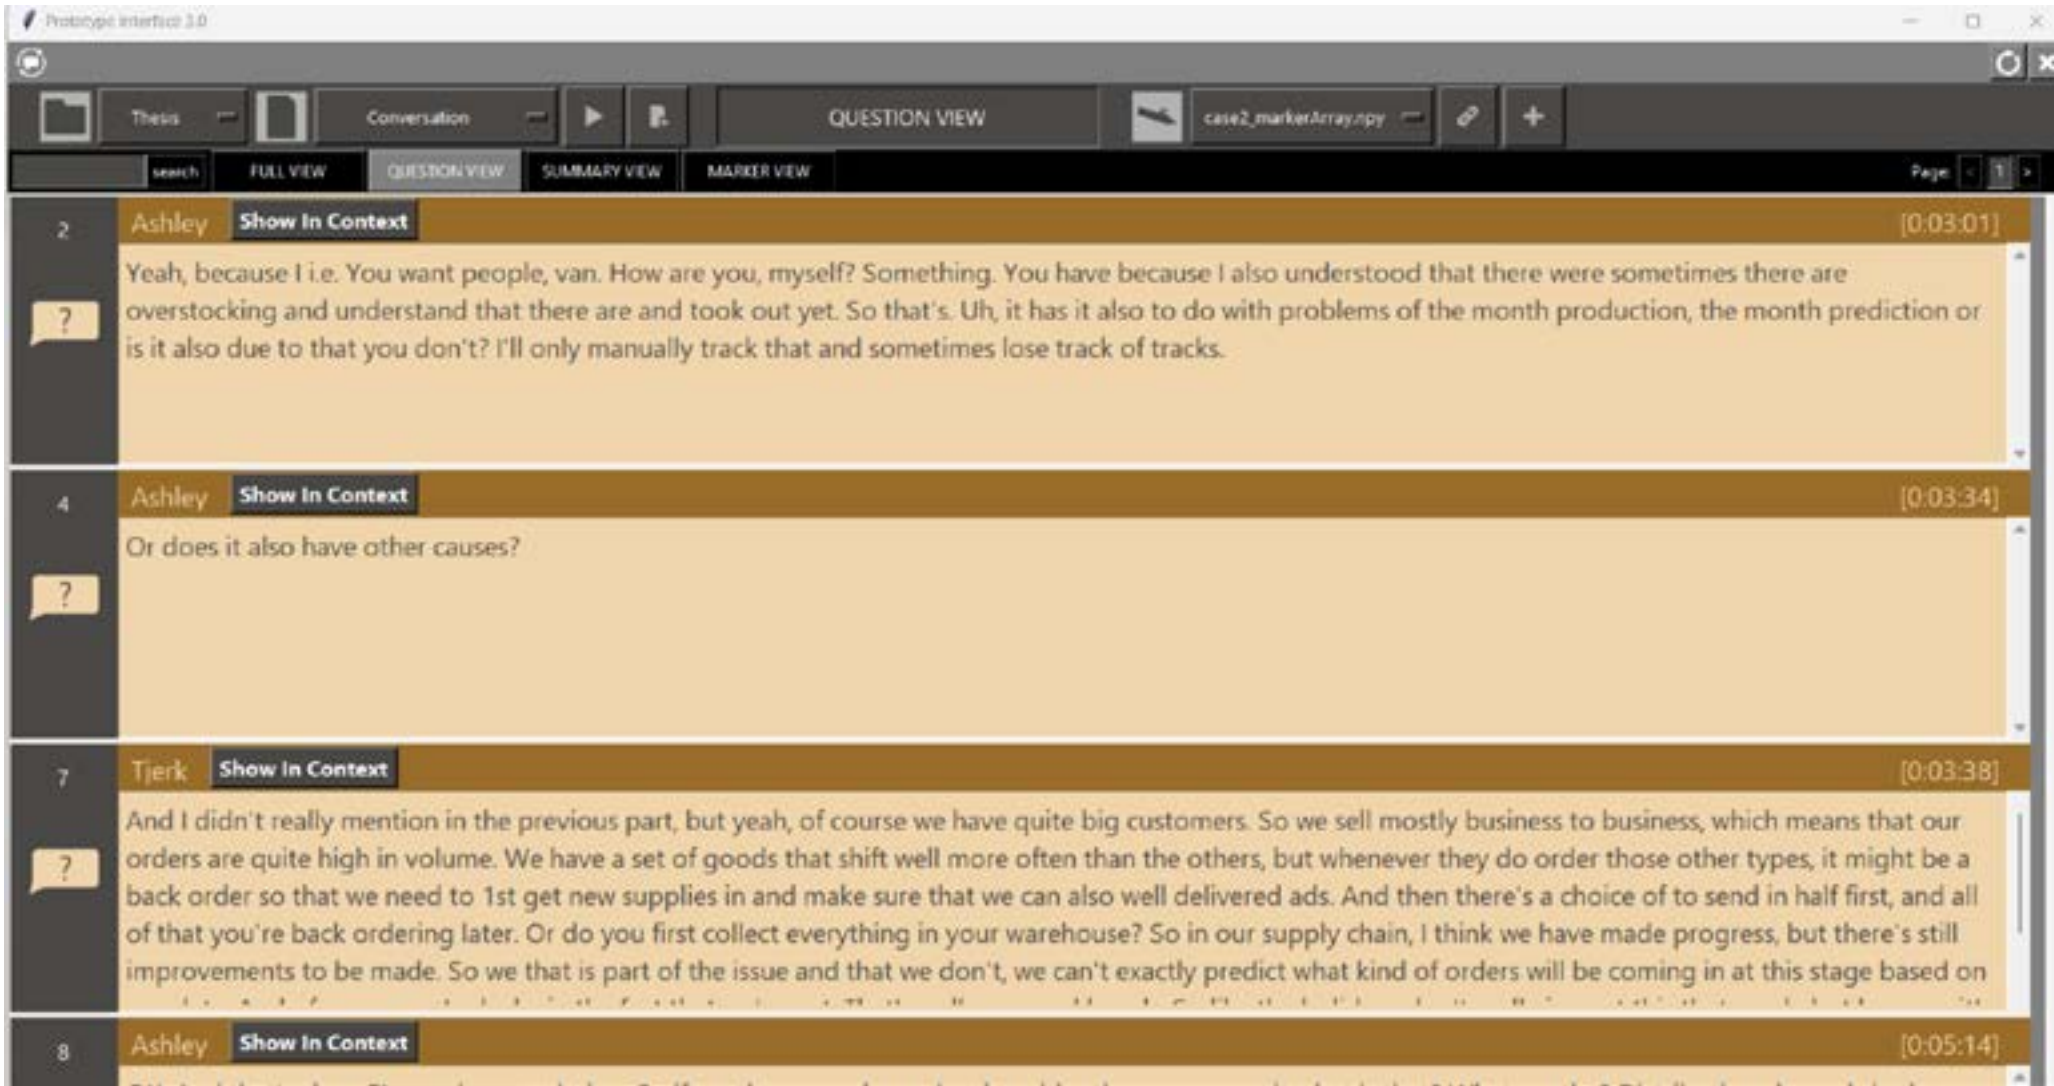 Prototype interface 3.0
Thesis
Conversation
QUESTION VIEW
case2_markerArray.npy
+
search
FULL VIEW
QUESTION VIEW
SUMMARY VIEW
MARKER VIEW
Page: < 1 >
2 Ashley Show In Context [0:03:01]
Yeah, because I i.e. You want people, van. How are you, myself? Something. You have because I also understood that there were sometimes there are
overstocking and understand that there are and took out yet. So that's. Uh, it has it also to do with problems of the month production, the month prediction or
is it also due to that you don't? I'll only manually track that and sometimes lose track of tracks.
?
4 Ashley Show In Context [0:03:34]
Or does it also have other causes?
?
7 Tjerk Show In Context [0:03:38]
And I didn't really mention in the previous part, but yeah, of course we have quite big customers. So we sell mostly business to business, which means that our
orders are quite high in volume. We have a set of goods that shift well more often than the others, but whenever they do order those other types, it might be a
back order so that we need to 1st get new supplies in and make sure that we can also well delivered ads. And then there's a choice of to send in half first, and all
of that you're back ordering later. Or do you first collect everything in your warehouse? So in our supply chain, I think we have made progress, but there's still
improvements to be made. So we that is part of the issue and that we don't, we can't exactly predict what kind of orders will be coming in at this stage based on
?
8 Ashley Show In Context [0:05:14]